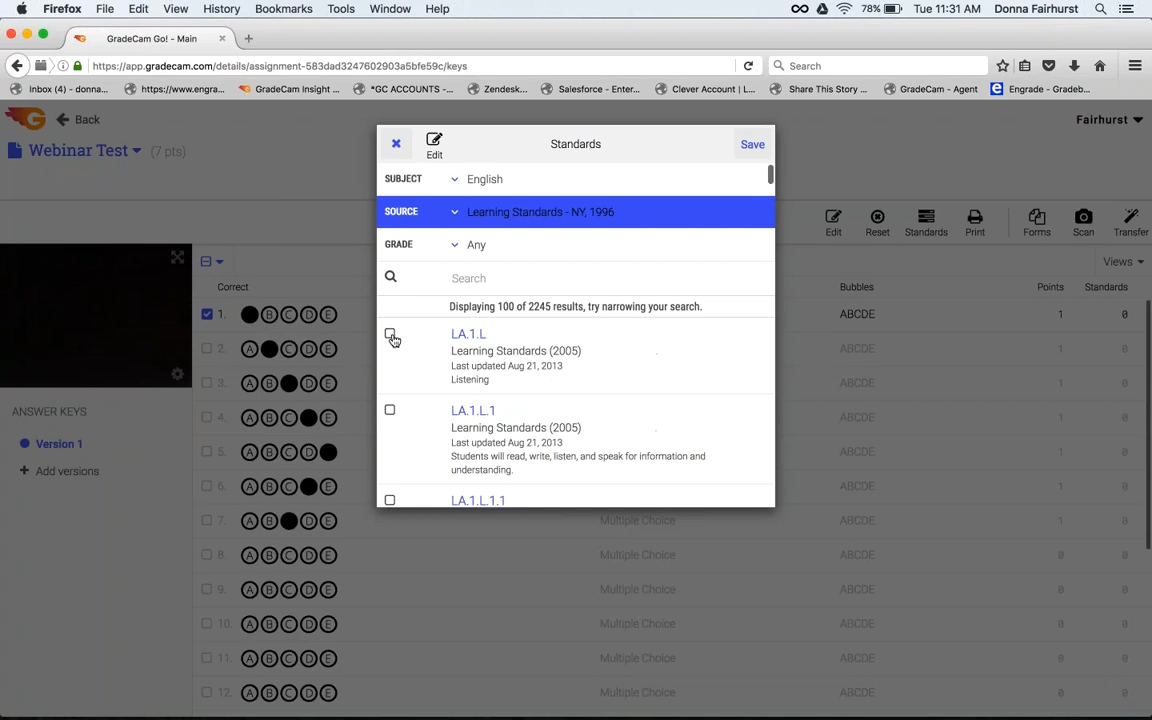 Firefox File Edit View History Bookmarks Tools Window Help 78% Tue 11:31 AM Donna Fairhurst
GradeCam Go! - Main
https://app.gradecam.com/details/assignment-583dad3247602903a5bfe59c/keys Search
Inbox (4) - donna... https://www.engra... GradeCam Insight ... *GC ACCOUNTS -... Zendesk... Salesforce - Enter... Clever Account | L... Share This Story ... GradeCam - Agent Engrade - Gradeb...
Back Fairhurst
Webinar Test (7 pts)
Edit Standards Save
SUBJECT English
SOURCE Learning Standards - NY, 1996
GRADE Any
Search
Displaying 100 of 2245 results, try narrowing your search.
LA.1.L
Learning Standards (2005)
Last updated Aug 21, 2013
Listening
LA.1.L.1
Learning Standards (2005)
Last updated Aug 21, 2013
Students will read, write, listen, and speak for information and
understanding.
LA.1.L.1.1
Edit Reset Standards Print Forms Scan Transfer
Views
Correct Bubbles Points Standards
1. B C D E ABCDE 1 0
2. A C D E ABCDE 1 0
3. A B D E ABCDE 1 0
4. A B C E ABCDE 1 0
5. A B C D ABCDE 1 0
6. A B C E ABCDE 1 0
7. A B D E Multiple Choice ABCDE 1 0
8. A B C D E Multiple Choice ABCDE 0 0
9. A B C D E Multiple Choice ABCDE 0 0
10. A B C D E Multiple Choice ABCDE 0 0
11. A B C D E Multiple Choice ABCDE 0 0
12. A B C D E Multiple Choice ABCDE 0 0
ANSWER KEYS
Version 1
Add versions